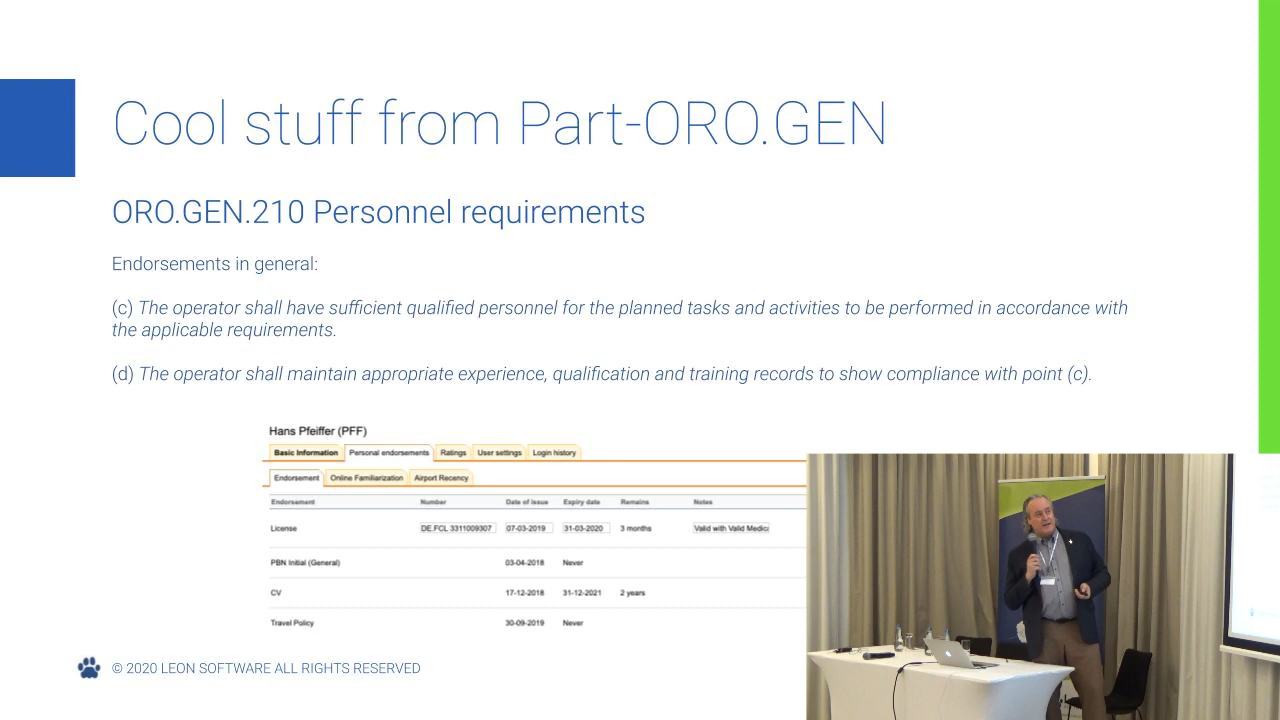 Cool stuff from Part-ORO.GEN
ORO.GEN.210 Personnel requirements
Endorsements in general:
(c) The operator shall have sufficient qualified personnel for the planned tasks and activities to be performed in accordance with
the applicable requirements.
(d) The operator shall maintain appropriate experience, qualification and training records to show compliance with point (c).
Hans Pfeiffer (PFF)
Basic Information Personal endorsements Ratings User settings Login history
Endorsement Online Familiarization Airport Recency
Endorsement Number Date of issue Expiry date Remains Notes
License DE.FCL 3311009307 07-03-2019 31-03-2020 3 months Valid with Valid Medica
PBN Initial (General) 03-04-2018 Never
CV 17-12-2018 31-12-2021 2 years
Travel Policy 30-09-2019 Never
© 2020 LEON SOFTWARE ALL RIGHTS RESERVED